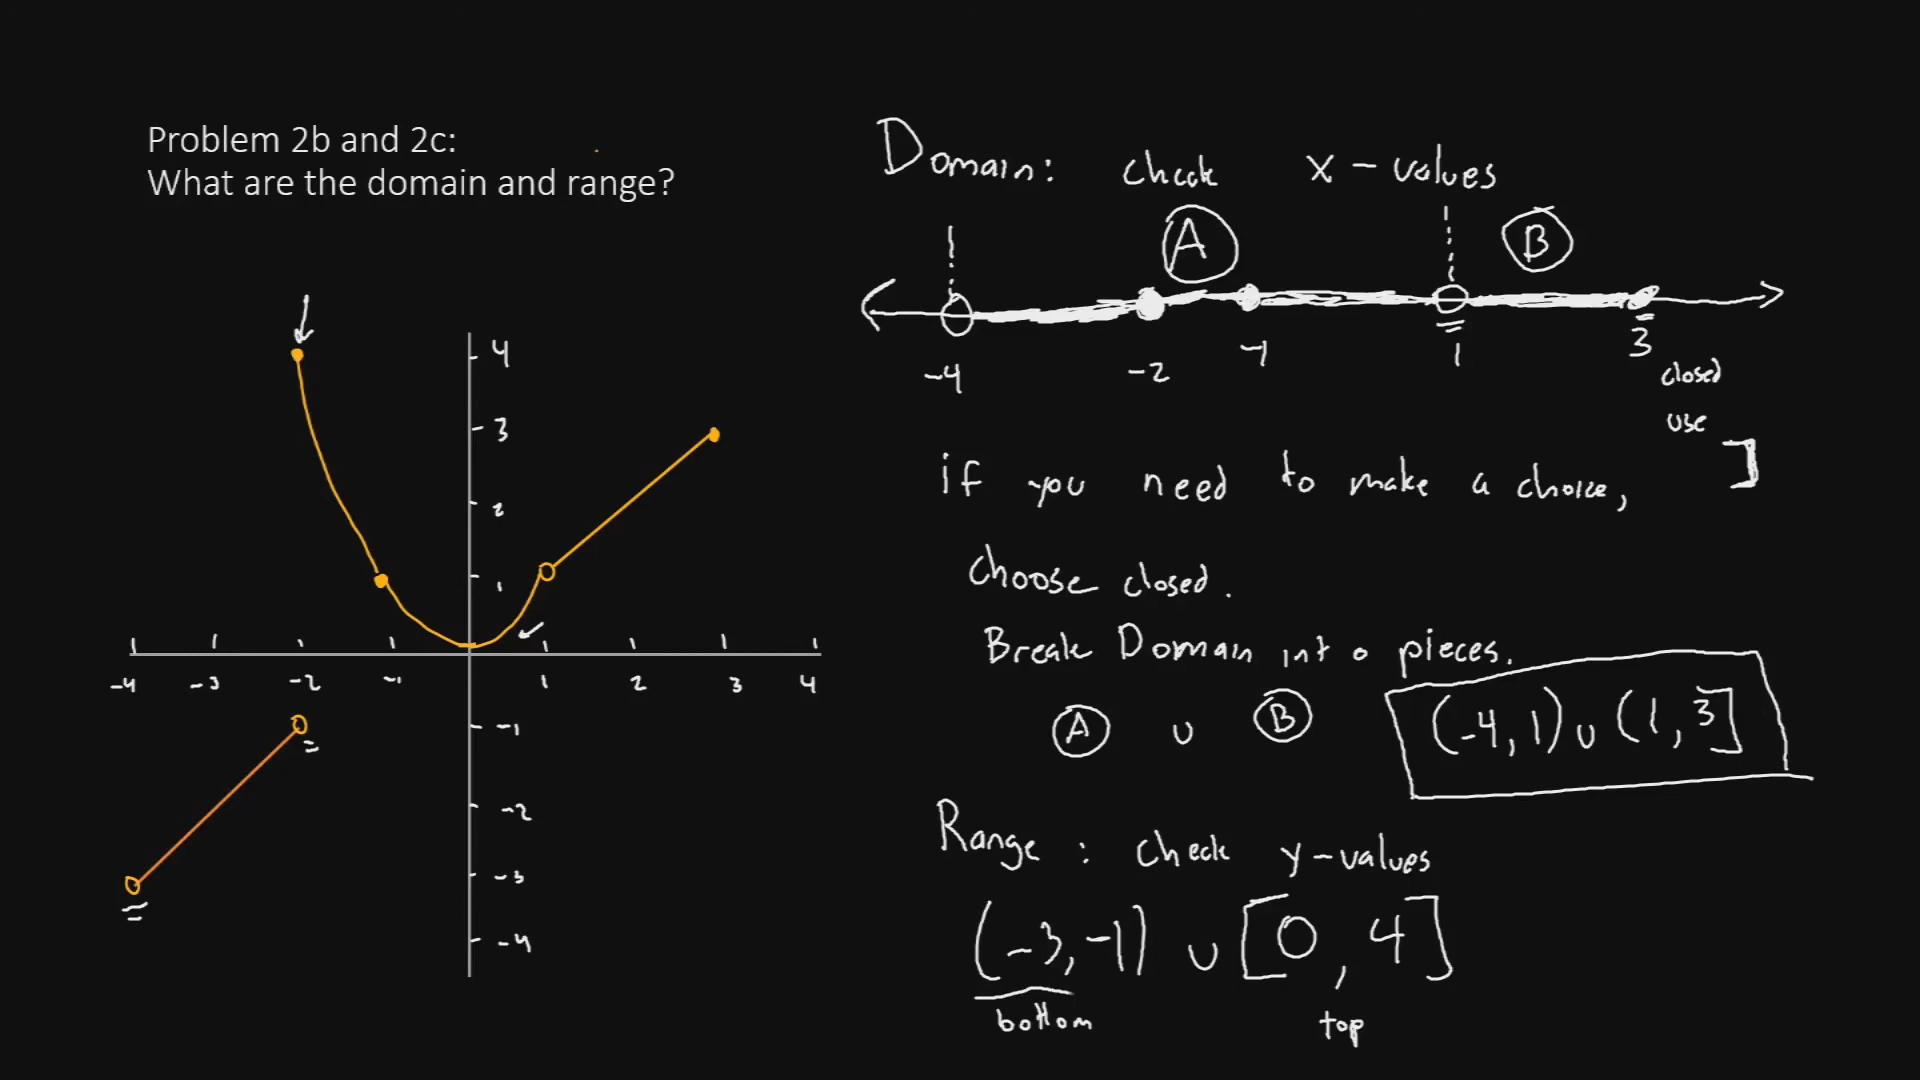 Problem 2b and 2c:
What are the domain and range?
Domain: check x-values
A B
-4 -2 -1 1 3
closed
use
]
if you need to make a choice,
choose closed.
Break Domain into pieces.
A ∪ B (-4,1)∪(1,3]
Range: check y-values
(-3,-1) ∪ [0,4]
bottom top
4
3
2
1
-4 -3 -2 -1 1 2 3 4
-1
-2
-3
-4